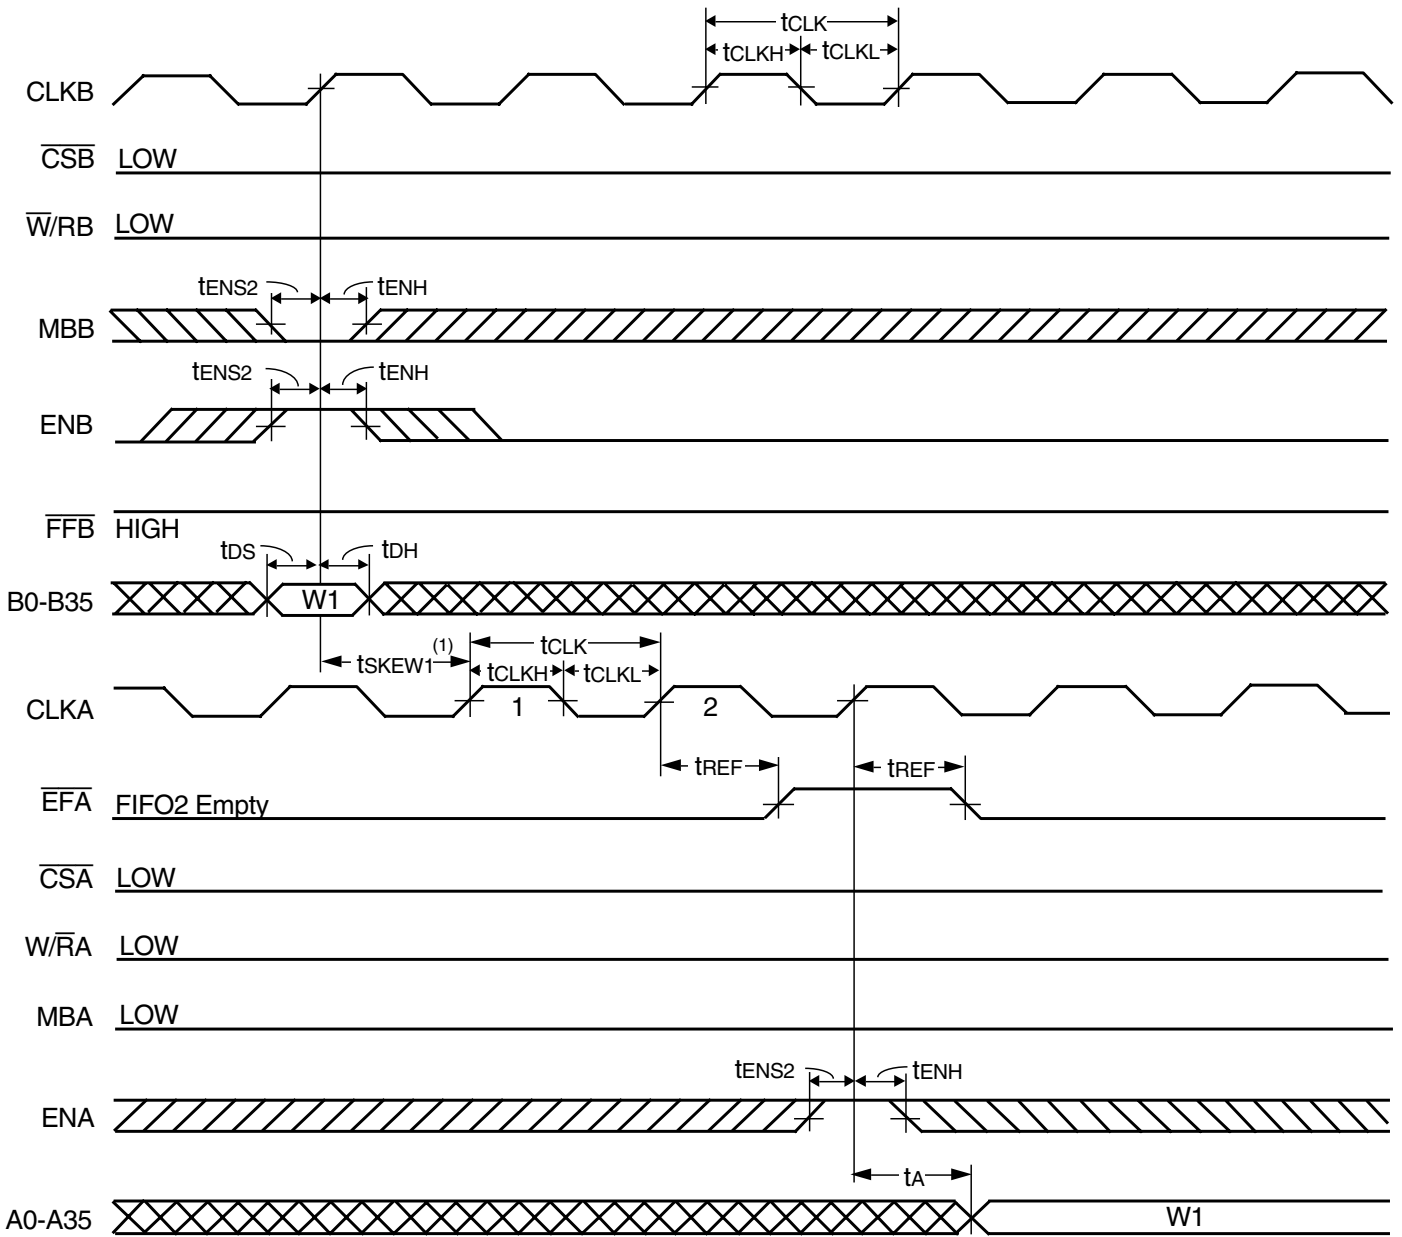 tCLK
tCLKH tCLKL
CLKB
CSB LOW
W/RB LOW
tENS2 tENH
MBB
tENS2 tENH
ENB
FFB HIGH
tDS tDH
B0-B35 W1
tSKEW1(1) tCLK
tCLKH tCLKL
CLKA 1 2
tREF tREF
EFA FIFO2 Empty
CSA LOW
W/RA LOW
MBA LOW
tENS2 tENH
ENA
tA
A0-A35 W1